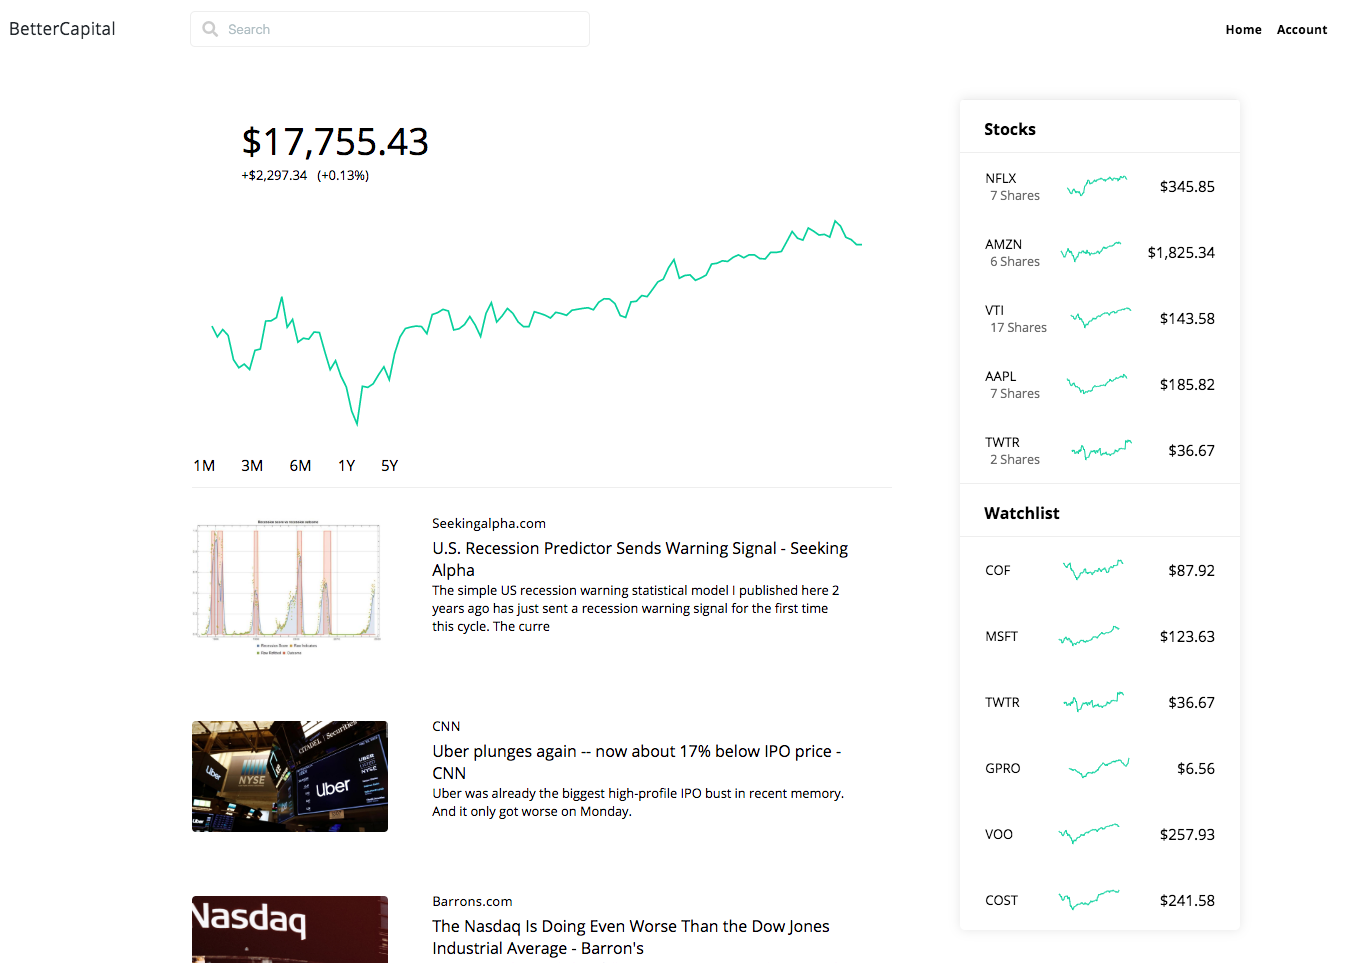 BetterCapital
Search
Home
Account
$17,755.43
+$2,297.34 (+0.13%)
1M 3M 6M 1Y 5Y
Seekingalpha.com
U.S. Recession Predictor Sends Warning Signal - Seeking
Alpha
The simple US recession warning statistical model I published here 2
years ago has just sent a recession warning signal for the first time
this cycle. The curre
CITADEL Securities
Uber
NYSE
Uber
UBER
CNN
Uber plunges again -- now about 17% below IPO price -
CNN
Uber was already the biggest high-profile IPO bust in recent memory.
And it only got worse on Monday.
Nasdaq
Barrons.com
The Nasdaq Is Doing Even Worse Than the Dow Jones
Industrial Average - Barron's
Stocks
NFLX
7 Shares
$345.85
AMZN
6 Shares
$1,825.34
VTI
17 Shares
$143.58
AAPL
7 Shares
$185.82
TWTR
2 Shares
$36.67
Watchlist
COF $87.92
MSFT $123.63
TWTR $36.67
GPRO $6.56
VOO $257.93
COST $241.58